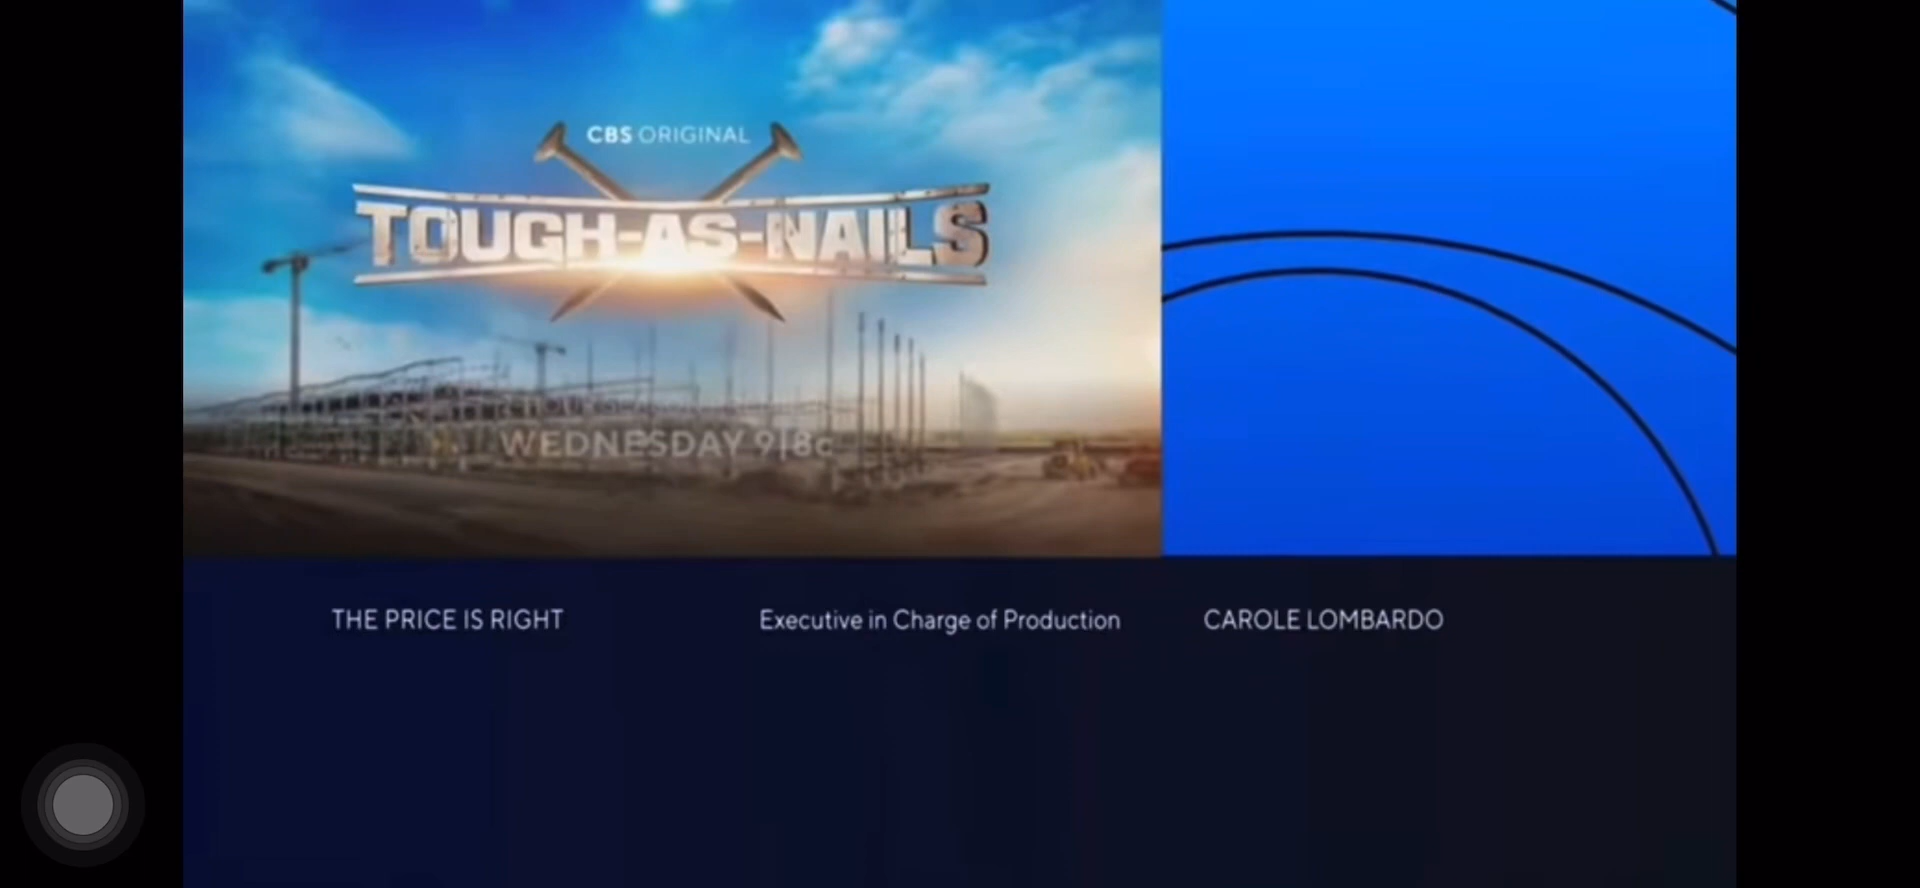 CBS ORIGINAL
TOUGH-AS-NAILS
WEDNESDAY 9|8c
THE PRICE IS RIGHT Executive in Charge of Production CAROLE LOMBARDO